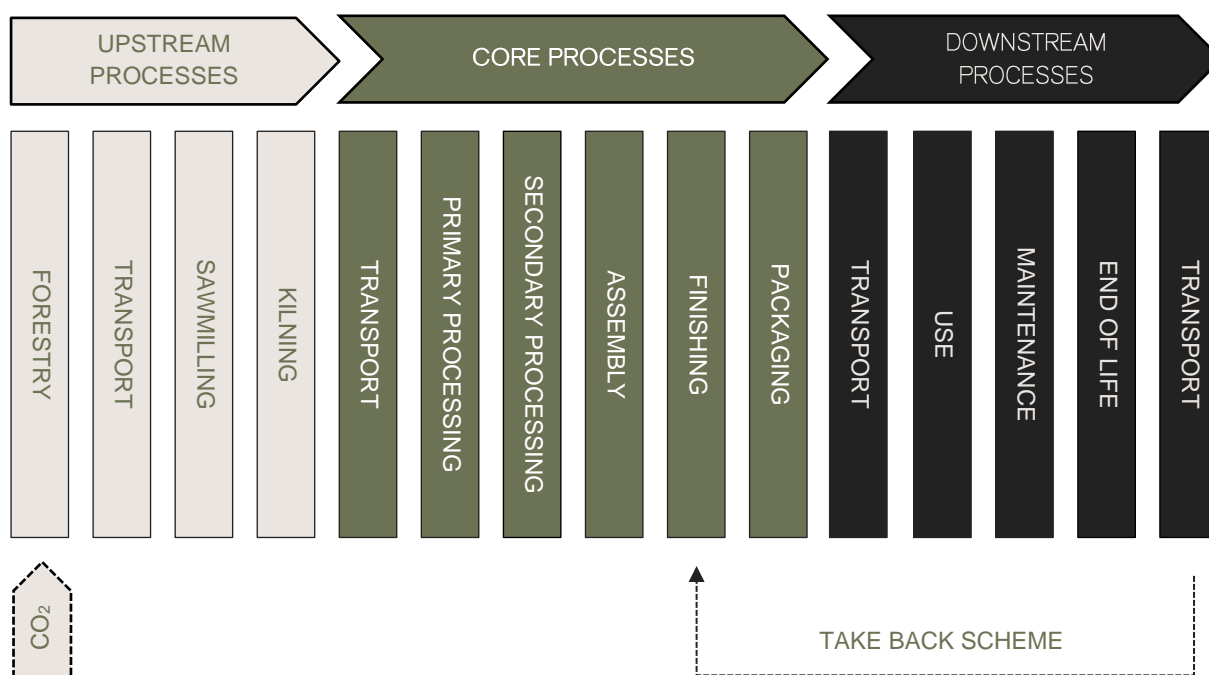 UPSTREAM
PROCESSES
CORE PROCESSES
DOWNSTREAM
PROCESSES
FORESTRY
TRANSPORT
SAWMILLING
KILNING
TRANSPORT
PRIMARY PROCESSING
SECONDARY PROCESSING
ASSEMBLY
FINISHING
PACKAGING
TRANSPORT
USE
MAINTENANCE
END OF LIFE
TRANSPORT
CO₂
TAKE BACK SCHEME